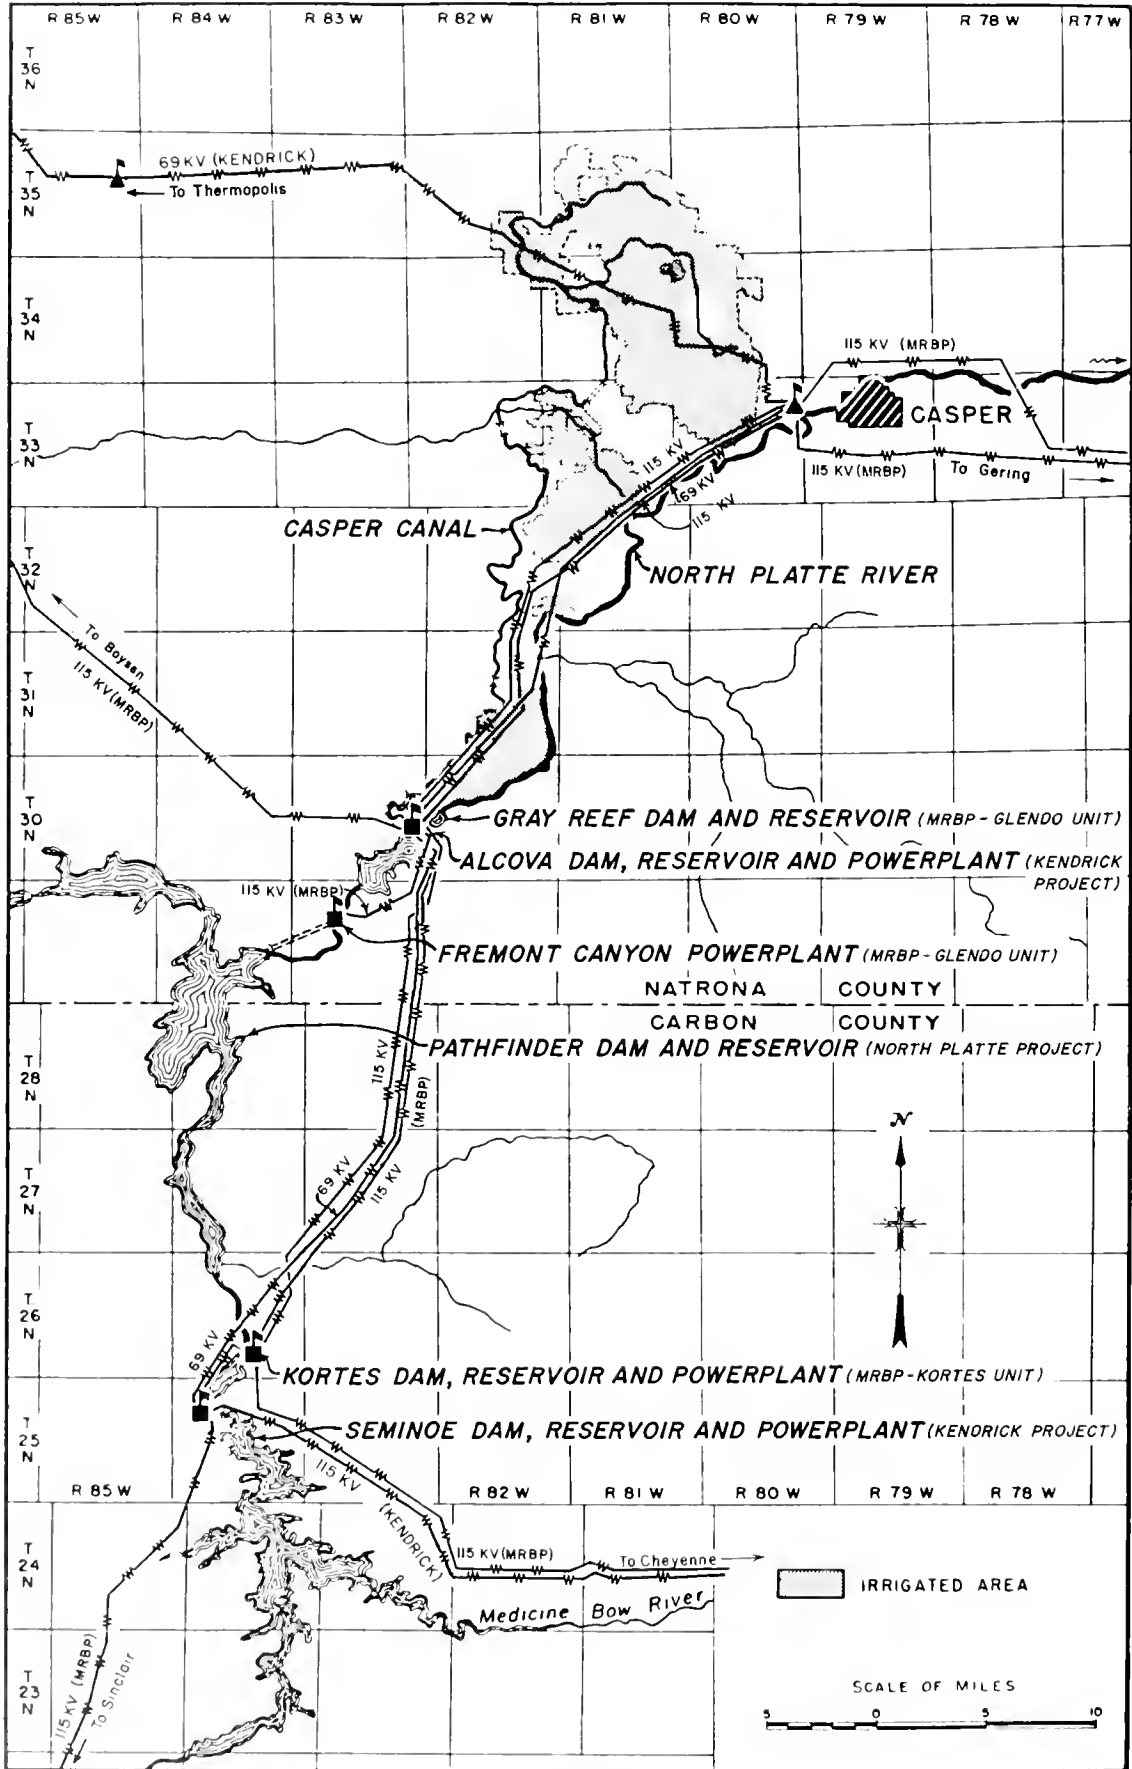 R 85 W R 84 W R 83 W R 82 W R 81 W R 80 W R 79 W R 78 W R 77 W
T
36
N
69 KV (KENDRICK)
To Thermopolis
T
35
N
T
34
N
115 KV (MRBP)
CASPER
T
33
N
115 KV
69 KV
115 KV
115 KV (MRBP)
To Gering
CASPER CANAL
T
32
N
NORTH PLATTE RIVER
To Boysen
115 KV (MRBP)
T
31
N
T
30
N
GRAY REEF DAM AND RESERVOIR (MRBP-GLENDO UNIT)
ALCOVA DAM, RESERVOIR AND POWERPLANT (KENDRICK
PROJECT)
115 KV (MRBP)
FREMONT CANYON POWERPLANT (MRBP-GLENDO UNIT)
NATRONA COUNTY
CARBON COUNTY
PATHFINDER DAM AND RESERVOIR (NORTH PLATTE PROJECT)
T
28
N
115 KV
(MRBP)
N
T
27
N
69 KV
115 KV
T
26
N
69 KV
KORTES DAM, RESERVOIR AND POWERPLANT (MRBP-KORTES UNIT)
SEMINOE DAM, RESERVOIR AND POWERPLANT (KENDRICK PROJECT)
T
25
N
115 KV
(KENDRICK)
R 85 W R 82 W R 81 W R 80 W R 79 W R 78 W
T
24
N
115 KV (MRBP)
To Cheyenne
IRRIGATED AREA
Medicine Bow River
T
23
N
115 KV (MRBP)
To Sinclair
SCALE OF MILES
5 0 5 10